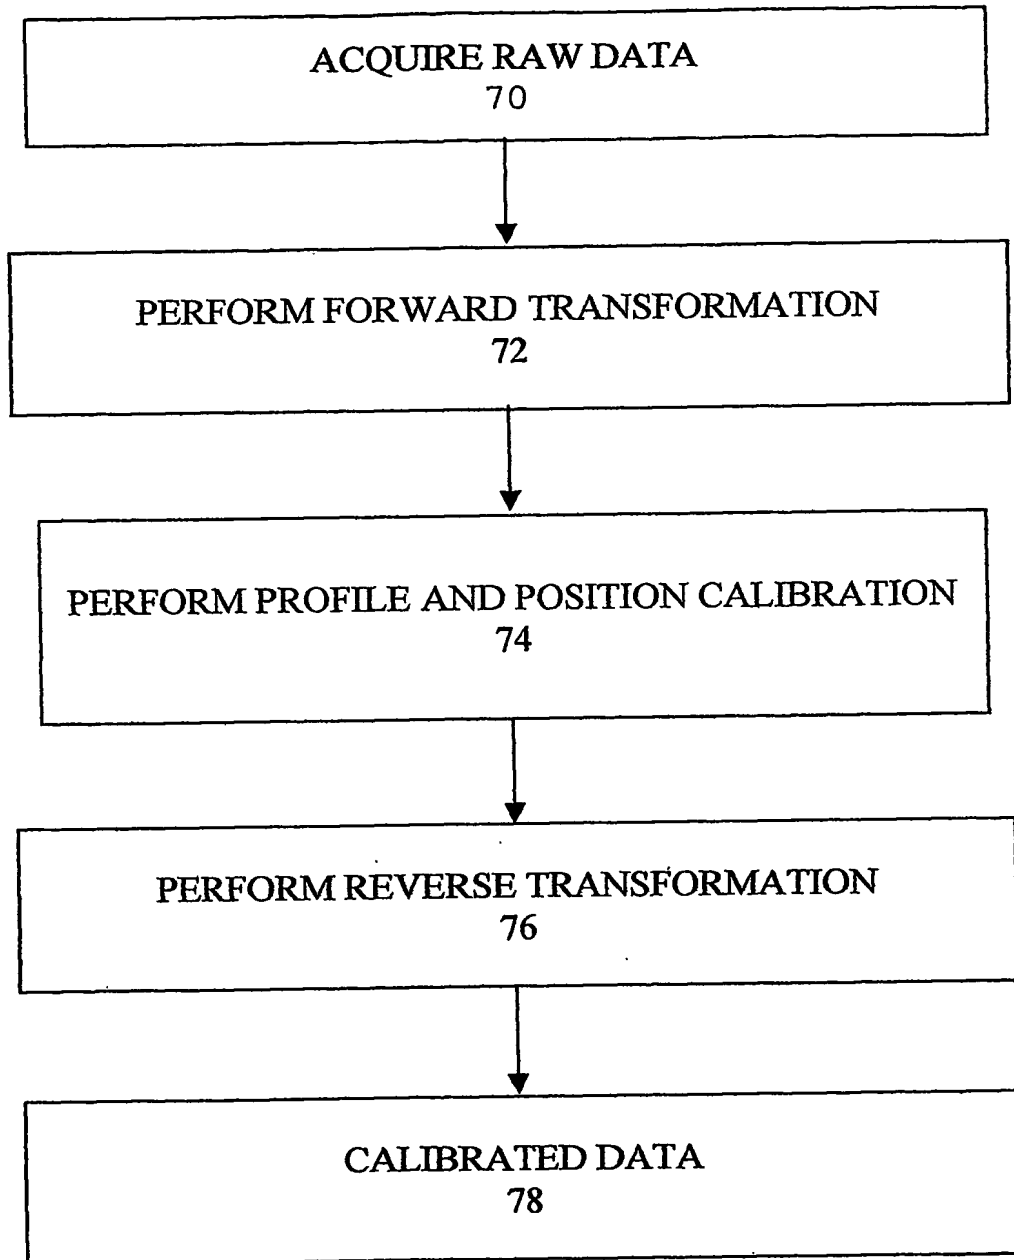 ACQUIRE RAW DATA
70
PERFORM FORWARD TRANSFORMATION
72
PERFORM PROFILE AND POSITION CALIBRATION
74
PERFORM REVERSE TRANSFORMATION
76
CALIBRATED DATA
78